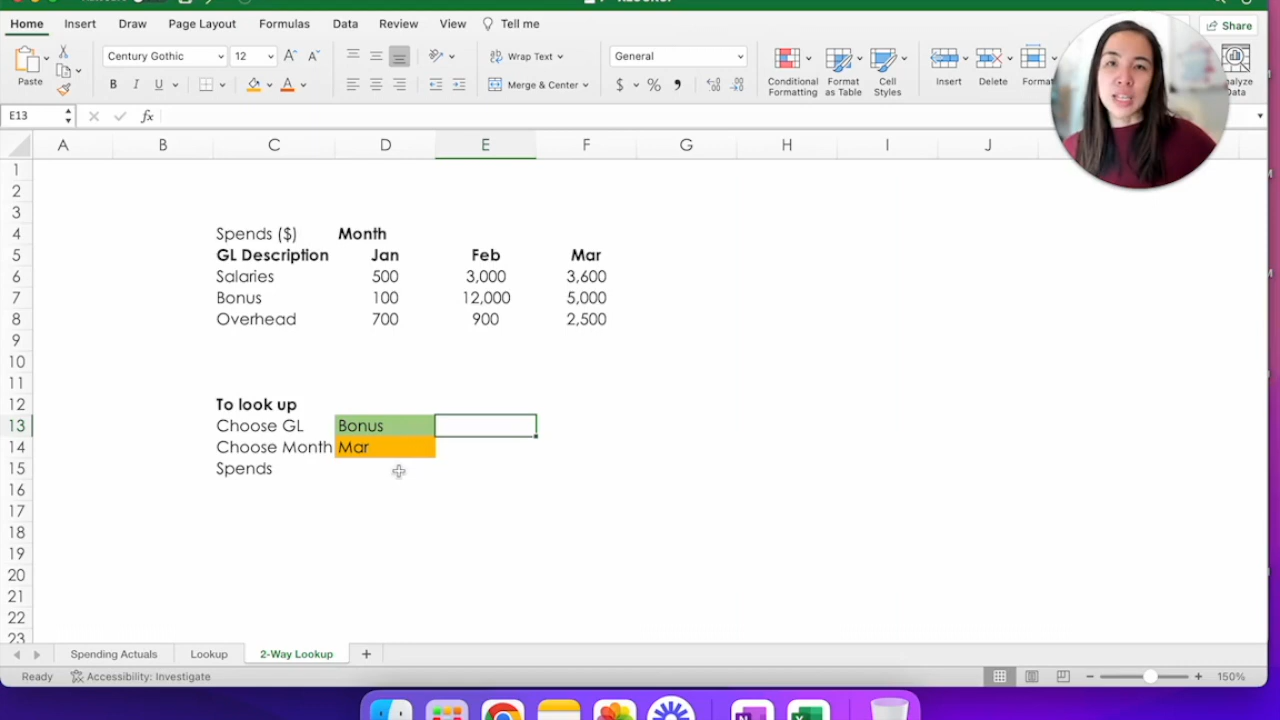 Home Insert Draw Page Layout Formulas Data Review View Tell me Share
Paste Century Gothic 12 A A Wrap Text General Conditional Formatting Format as Table Cell Styles Insert Delete Format
B I U A Merge & Center $ % Data
E13 fx
A B C D E F G H I J
1
2
3
4 Spends ($) Month
5 GL Description Jan Feb Mar
6 Salaries 500 3,000 3,600
7 Bonus 100 12,000 5,000
8 Overhead 700 900 2,500
9
10
11
12 To look up
13 Choose GL Bonus
14 Choose Month Mar
15 Spends
16
17
18
19
20
21
22
23
Spending Actuals Lookup 2-Way Lookup +
Ready Accessibility: Investigate 150%